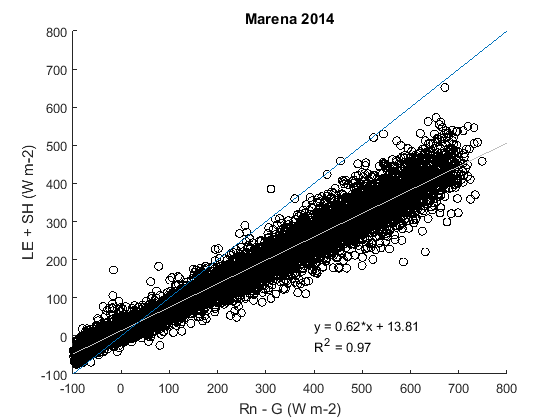 Marena 2014
800
700
600
500
400
300
200
100
0
-100
LE + SH (W m-2)
y = 0.62*x + 13.81
R2 = 0.97
-100 0 100 200 300 400 500 600 700 800
Rn - G (W m-2)